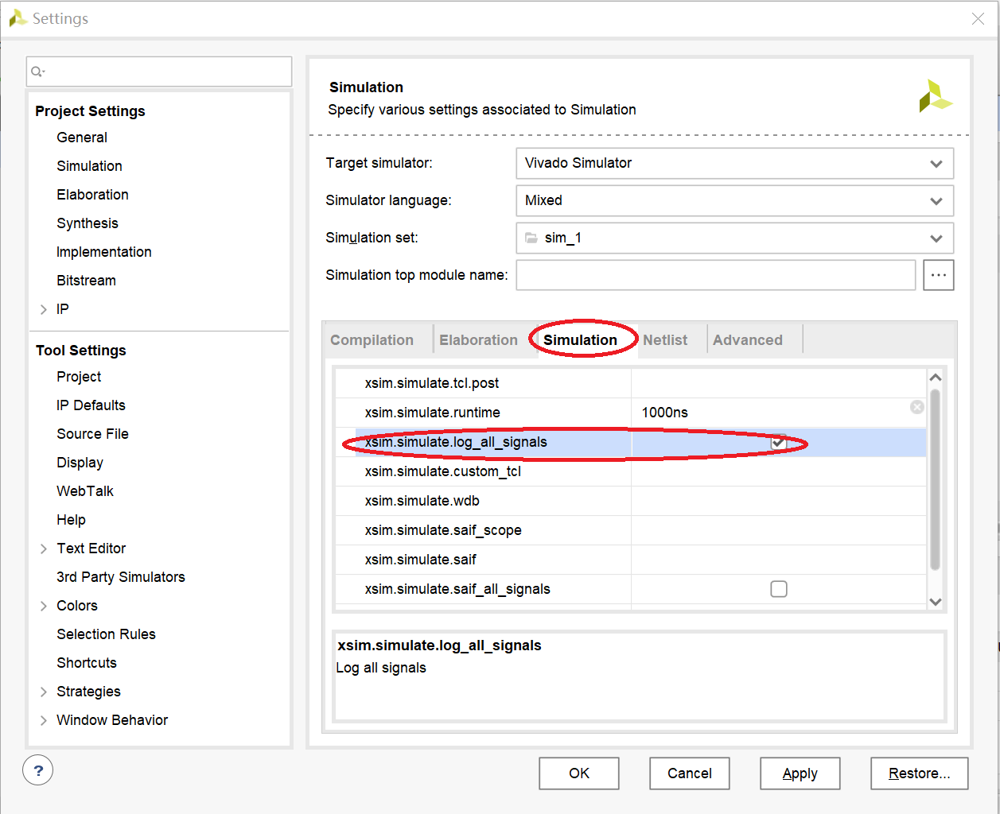 Settings
Project Settings
General
Simulation
Elaboration
Synthesis
Implementation
Bitstream
IP
Tool Settings
Project
IP Defaults
Source File
Display
WebTalk
Help
Text Editor
3rd Party Simulators
Colors
Selection Rules
Shortcuts
Strategies
Window Behavior
Simulation
Specify various settings associated to Simulation
Target simulator: Vivado Simulator
Simulator language: Mixed
Simulation set: sim_1
Simulation top module name: ...
Compilation Elaboration Simulation Netlist Advanced
xsim.simulate.tcl.post
xsim.simulate.runtime 1000ns
xsim.simulate.log_all_signals
xsim.simulate.custom_tcl
xsim.simulate.wdb
xsim.simulate.saif_scope
xsim.simulate.saif
xsim.simulate.saif_all_signals
xsim.simulate.log_all_signals
Log all signals
? OK Cancel Apply Restore...